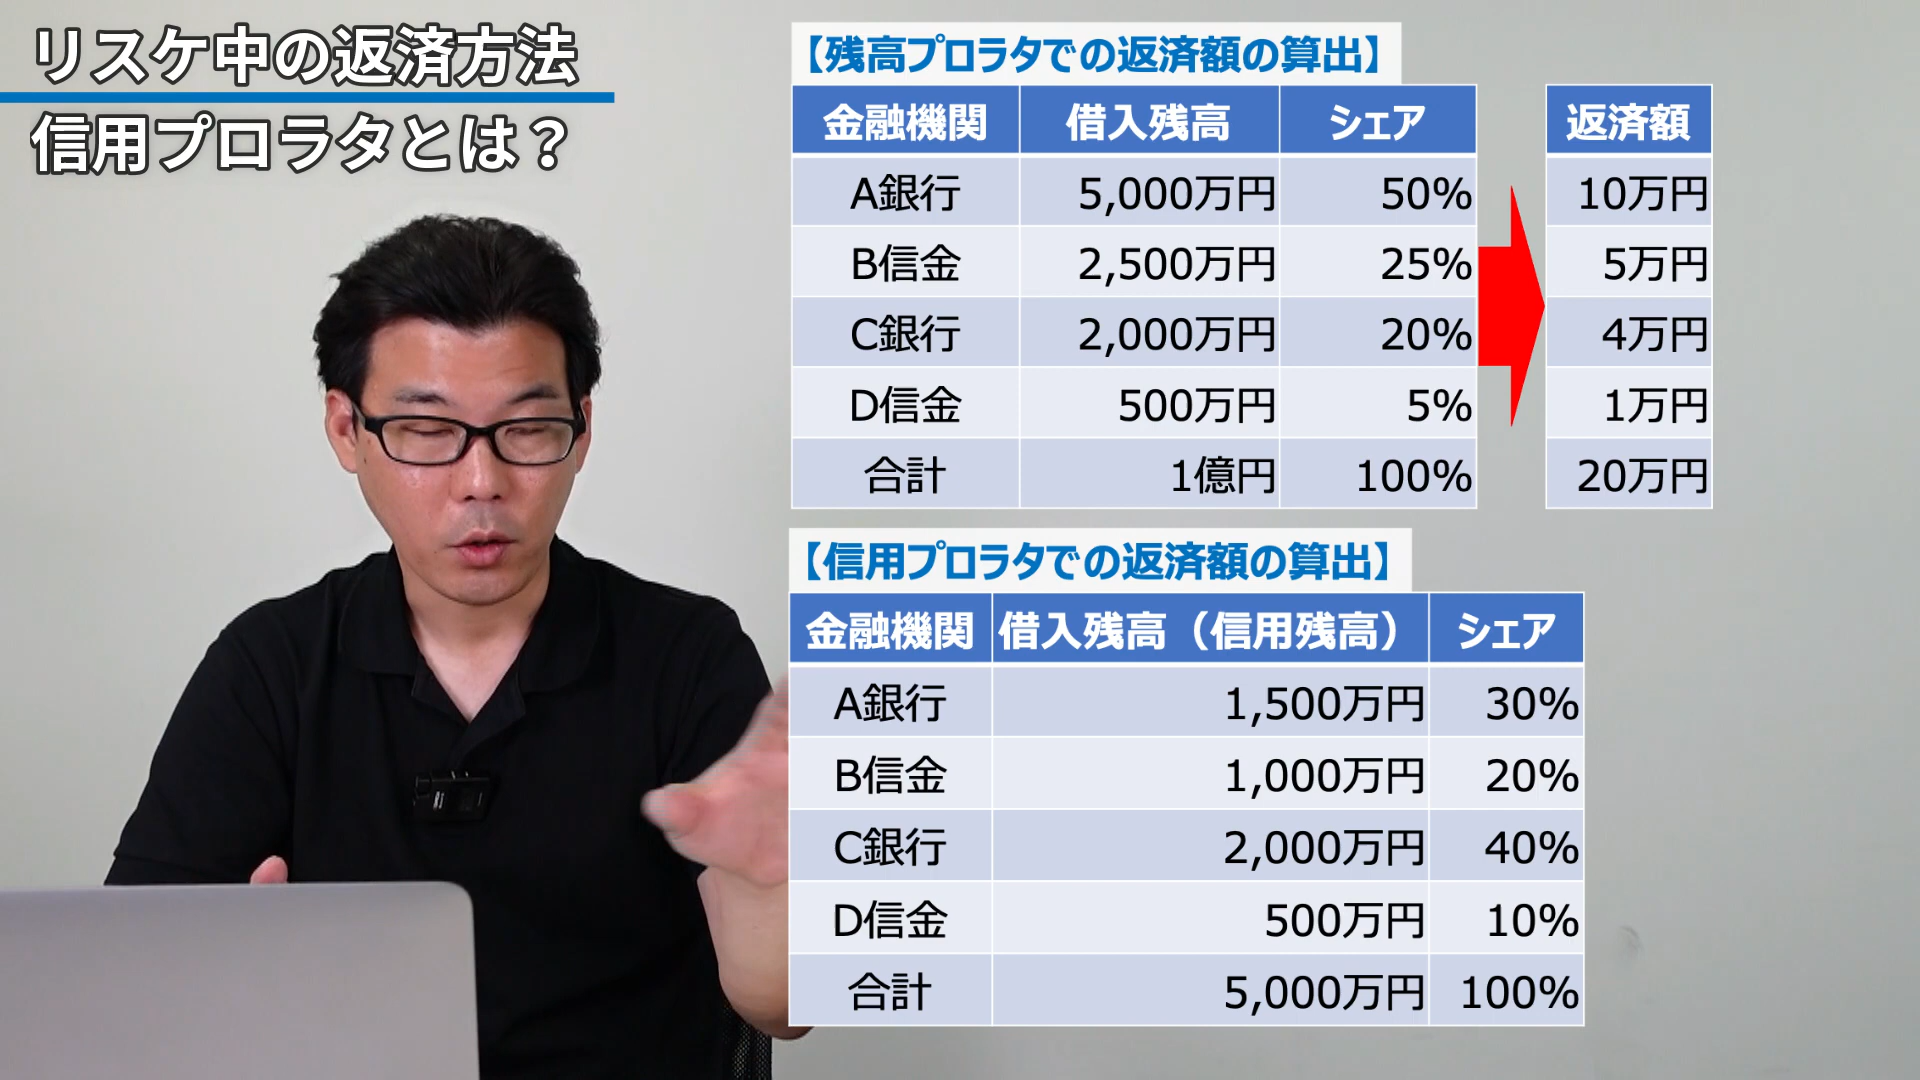 リスケ中の返済方法
信用プロラタとは？
【残高プロラタでの返済額の算出】
金融機関 借入残高 シェア 返済額
A銀行 5,000万円 50% 10万円
B信金 2,500万円 25% 5万円
C銀行 2,000万円 20% 4万円
D信金 500万円 5% 1万円
合計 1億円 100% 20万円
【信用プロラタでの返済額の算出】
金融機関 借入残高（信用残高） シェア
A銀行 1,500万円 30%
B信金 1,000万円 20%
C銀行 2,000万円 40%
D信金 500万円 10%
合計 5,000万円 100%